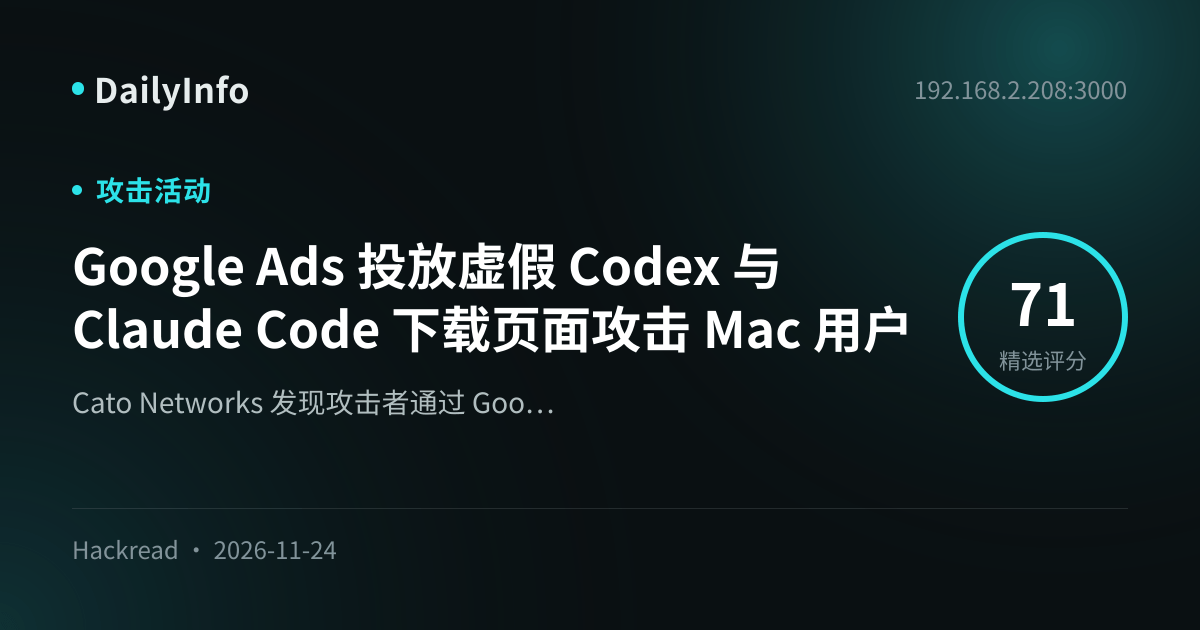 DailyInfo
192.168.2.208:3000
攻击活动
Google Ads 投放虚假 Codex 与
Claude Code 下载页面攻击 Mac 用户
71
精选评分
Cato Networks 发现攻击者通过 Goo…
Hackread · 2026-11-24